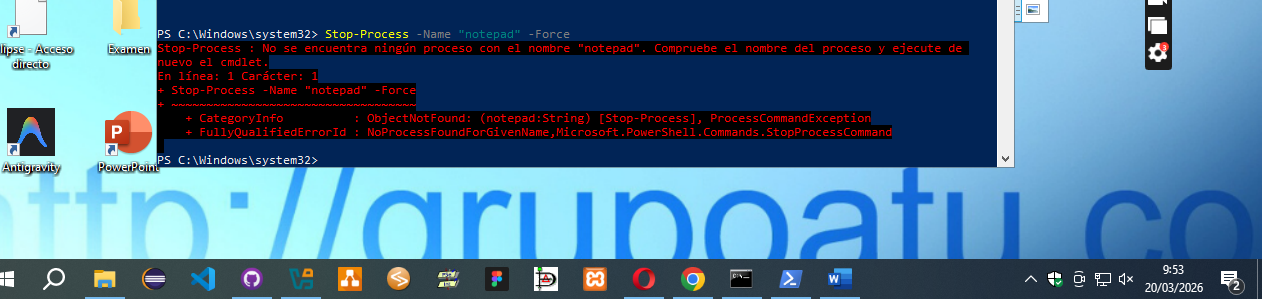 PS C:\Windows\system32> Stop-Process -Name "notepad" -Force
Stop-Process : No se encuentra ningún proceso con el nombre "notepad". Compruebe el nombre del proceso y ejecute de
nuevo el cmdlet.
En línea: 1 Carácter: 1
+ Stop-Process -Name "notepad" -Force
+ ~~~~~~~~~~~~~~~~~~~~~~~~~~~~~~~~~~~
+ CategoryInfo          : ObjectNotFound: (notepad:String) [Stop-Process], ProcessCommandException
+ FullyQualifiedErrorId : NoProcessFoundForGivenName,Microsoft.PowerShell.Commands.StopProcessCommand
PS C:\Windows\system32>
lipse - Acceso
directo
Examen
Antigravity
PowerPoint
3
http://grupoatu.co
9:53
20/03/2026
2